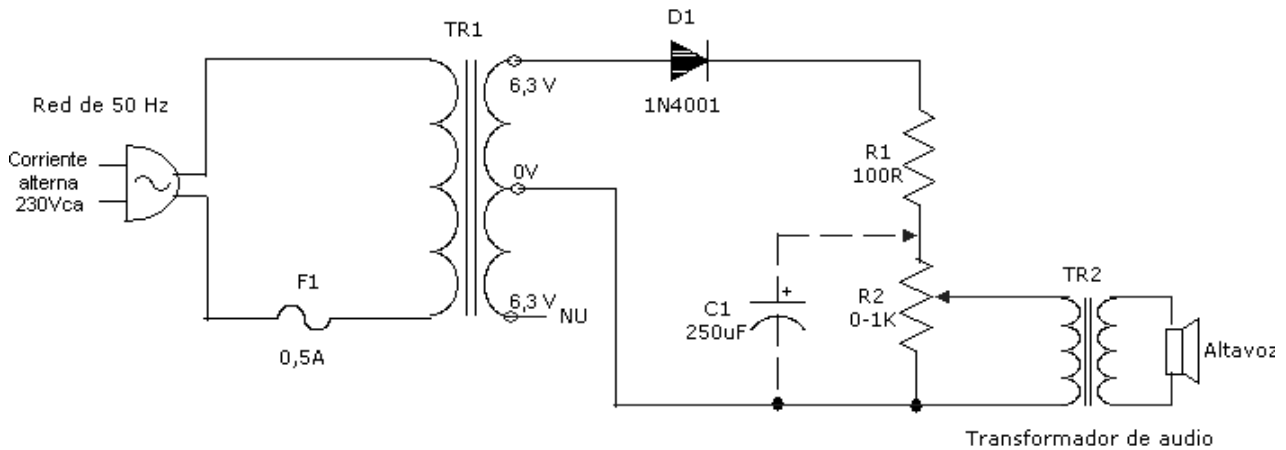 D1
TR1
6,3 V
1N4001
Red de 50 Hz
R1
100R
Corriente
alterna
230Vca
0V
F1
0,5A
6,3 V
NU
C1
250uF
+
R2
0-1K
TR2
Altavoz
Transformador de audio